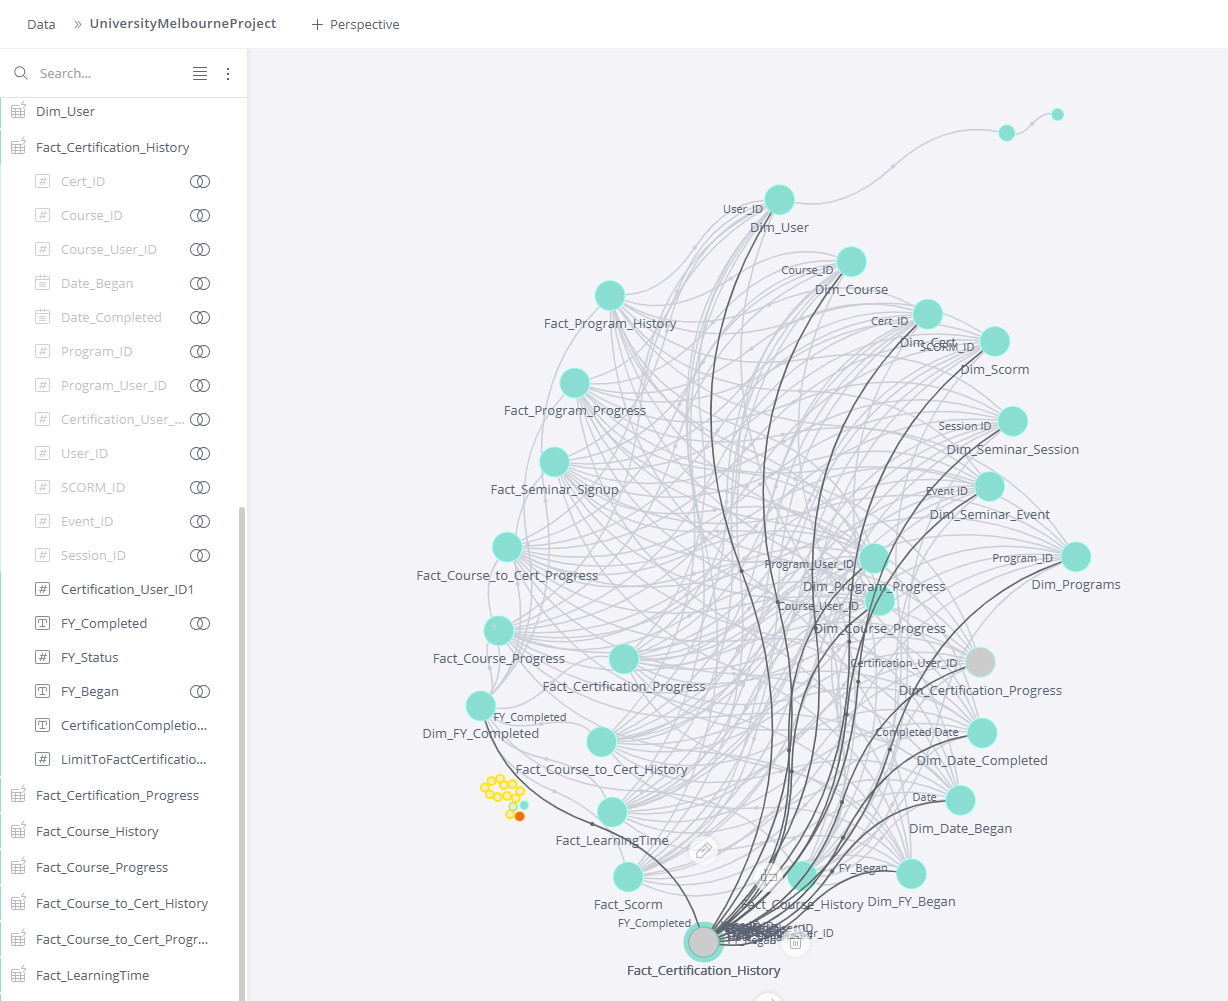 Data » UniversityMelbourneProject + Perspective
Search...
Dim_User
Fact_Certification_History
Cert_ID
Course_ID
Course_User_ID
Date_Began
Date_Completed
Program_ID
Program_User_ID
Certification_User_...
User_ID
SCORM_ID
Event_ID
Session_ID
Certification_User_ID1
FY_Completed
FY_Status
FY_Began
CertificationCompletio...
LimitToFactCertificatio...
Fact_Certification_Progress
Fact_Course_History
Fact_Course_Progress
Fact_Course_to_Cert_History
Fact_Course_to_Cert_Progr...
Fact_LearningTime
User_ID
Dim_User
Course_ID
Dim_Course
Fact_Program_History
Cert_ID
Dim_Cert
SCORM_ID
Dim_Scorm
Fact_Program_Progress
Session ID
Dim_Seminar_Session
Fact_Seminar_Signup
Event ID
Dim_Seminar_Event
Program_User_ID
Dim_Program_Progress
Program_ID
Dim_Programs
Fact_Course_to_Cert_Progress
Course_User_ID
Dim_Course_Progress
Fact_Course_Progress
Fact_Certification_Progress
Certification_User_ID
Dim_Certification_Progress
FY_Completed
Dim_FY_Completed
Completed Date
Dim_Date_Completed
Fact_Course_to_Cert_History
Date
Dim_Date_Began
Fact_LearningTime
FY_Began
Dim_FY_Began
Fact_Scorm
Fact_Course_History
FY_Completed
Fact_Certification_History